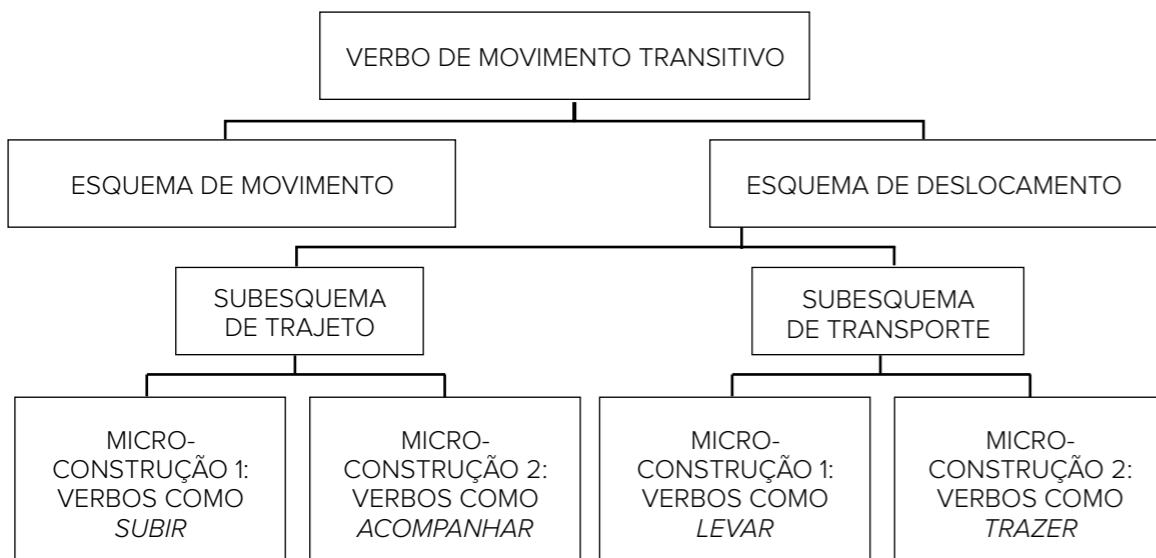 VERBO DE MOVIMENTO TRANSITIVO
ESQUEMA DE MOVIMENTO
ESQUEMA DE DESLOCAMENTO
SUBESQUEMA
DE TRAJETO
SUBESQUEMA
DE TRANSPORTE
MICRO-
CONSTRUÇÃO 1:
VERBOS COMO
SUBIR
MICRO-
CONSTRUÇÃO 2:
VERBOS COMO
ACOMPANHAR
MICRO-
CONSTRUÇÃO 1:
VERBOS COMO
LEVAR
MICRO-
CONSTRUÇÃO 2:
VERBOS COMO
TRAZER